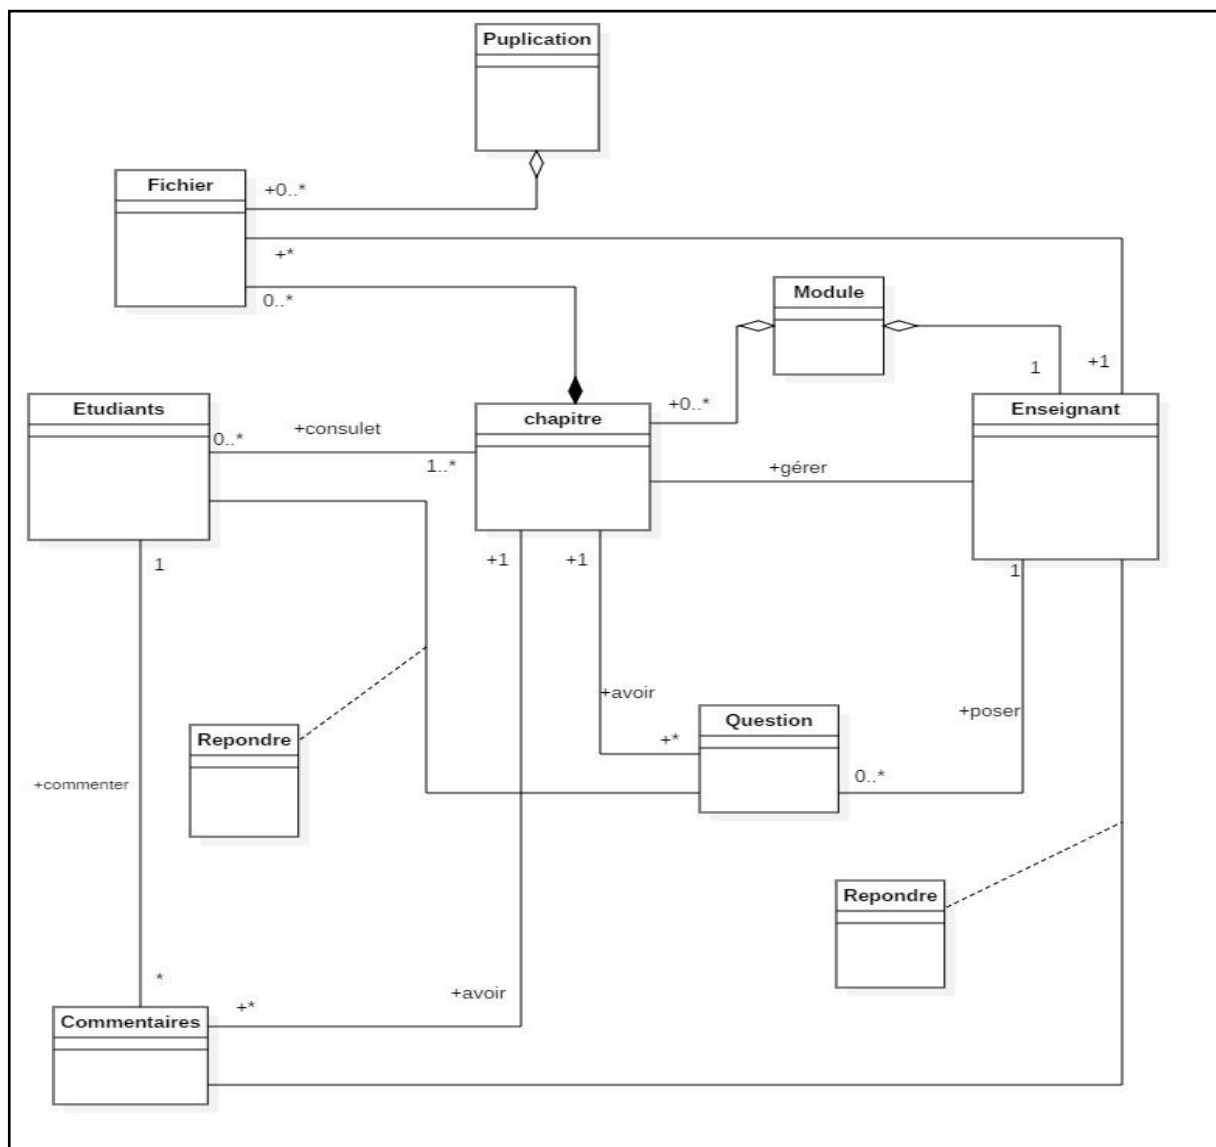 Puplication
Fichier
+0..*
+*
0..*
Module
1
+1
+0..*
Etudiants
chapitre
Enseignant
+consulet
0..*
1..*
+gérer
1
+1
+1
1
+avoir
+poser
Question
+*
0..*
Repondre
+commenter
Repondre
*
+avoir
+*
Commentaires